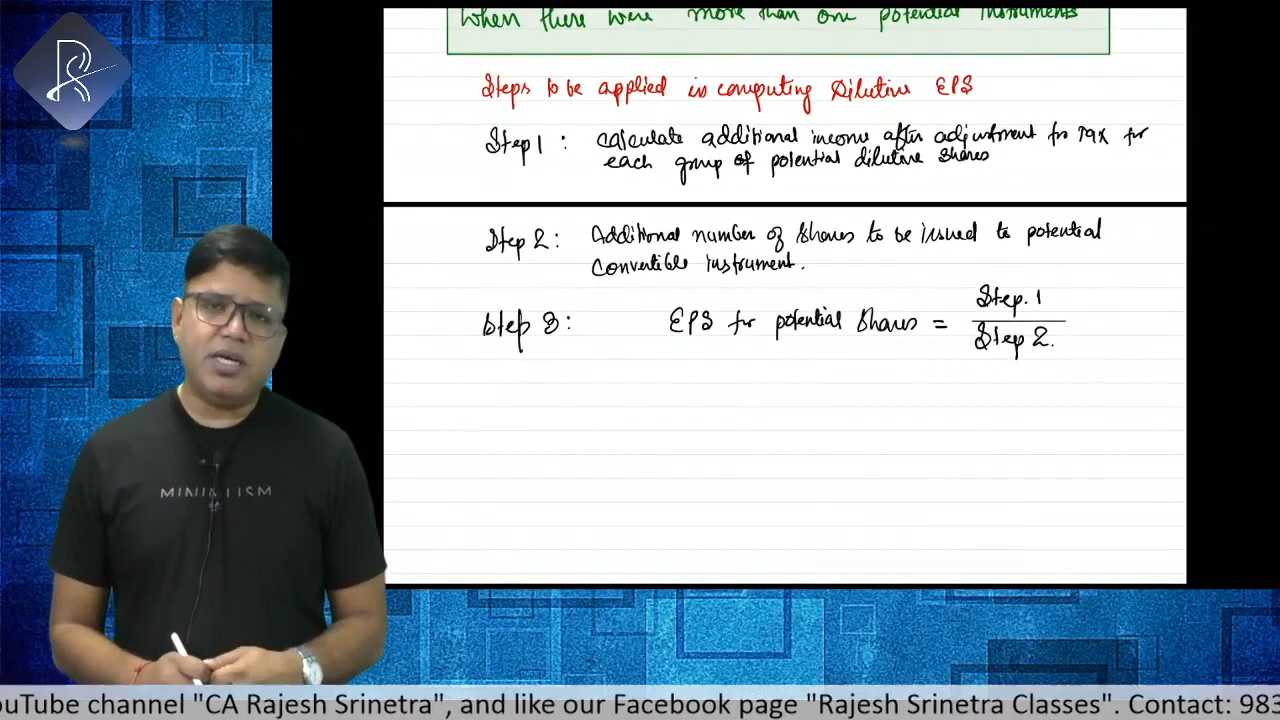 When there were more than one potential instruments
Steps to be applied in computing Dilutive EPS
Step 1 : Calculate additional income after adjustment for Tax for
each group of potential dilutive shares
Step 2 : Additional number of Shares to be issued to potential
Convertible instrument.
Step 3 : EPS for potential Shares = Step. 1
Step 2.
MINIMLISM
ouTube channel "CA Rajesh Srinetra", and like our Facebook page "Rajesh Srinetra Classes". Contact: 983